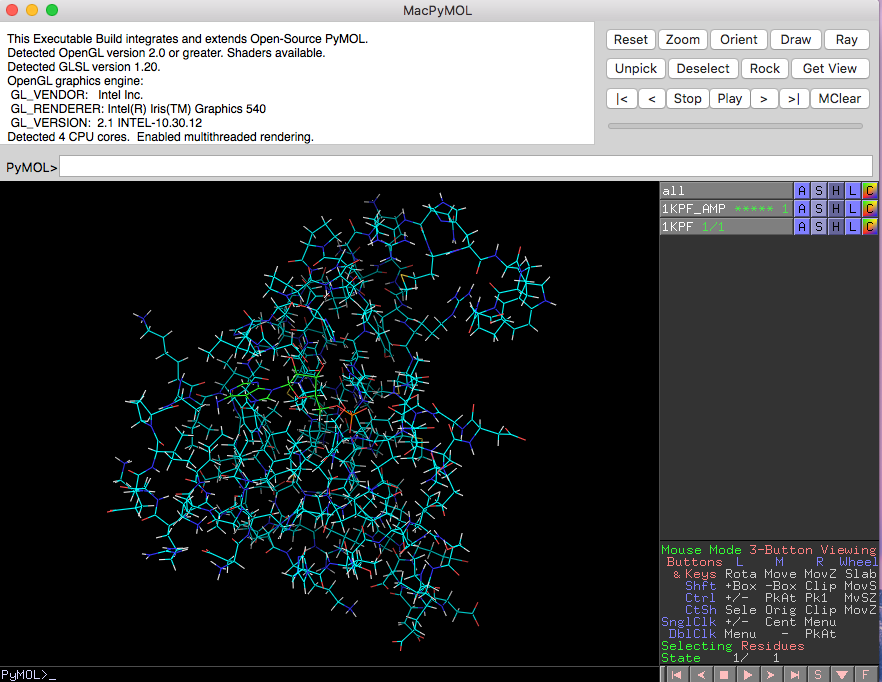 MacPyMOL
This Executable Build integrates and extends Open-Source PyMOL.
Detected OpenGL version 2.0 or greater. Shaders available.
Detected GLSL version 1.20.
OpenGL graphics engine:
GL_VENDOR: Intel Inc.
GL_RENDERER: Intel(R) Iris(TM) Graphics 540
GL_VERSION: 2.1 INTEL-10.30.12
Detected 4 CPU cores. Enabled multithreaded rendering.
Reset Zoom Orient Draw Ray
Unpick Deselect Rock Get View
|< < Stop Play > >| MClear
PyMOL>
all A S H L C
1KPF_AMP ***** 1 A S H L C
1KPF 1/1 A S H L C
Mouse Mode 3-Button Viewing
Buttons L M R Wheel
& Keys Rota Move MovZ Slab
Shft +Box -Box Clip MovS
Ctrl +/- PkAt Pk1 MvSZ
CtSh Sele Orig Clip MovZ
SnglClk +/- Cent Menu
DblClk Menu - PkAt
Selecting Residues
State 1/ 1
PyMOL>_
S F